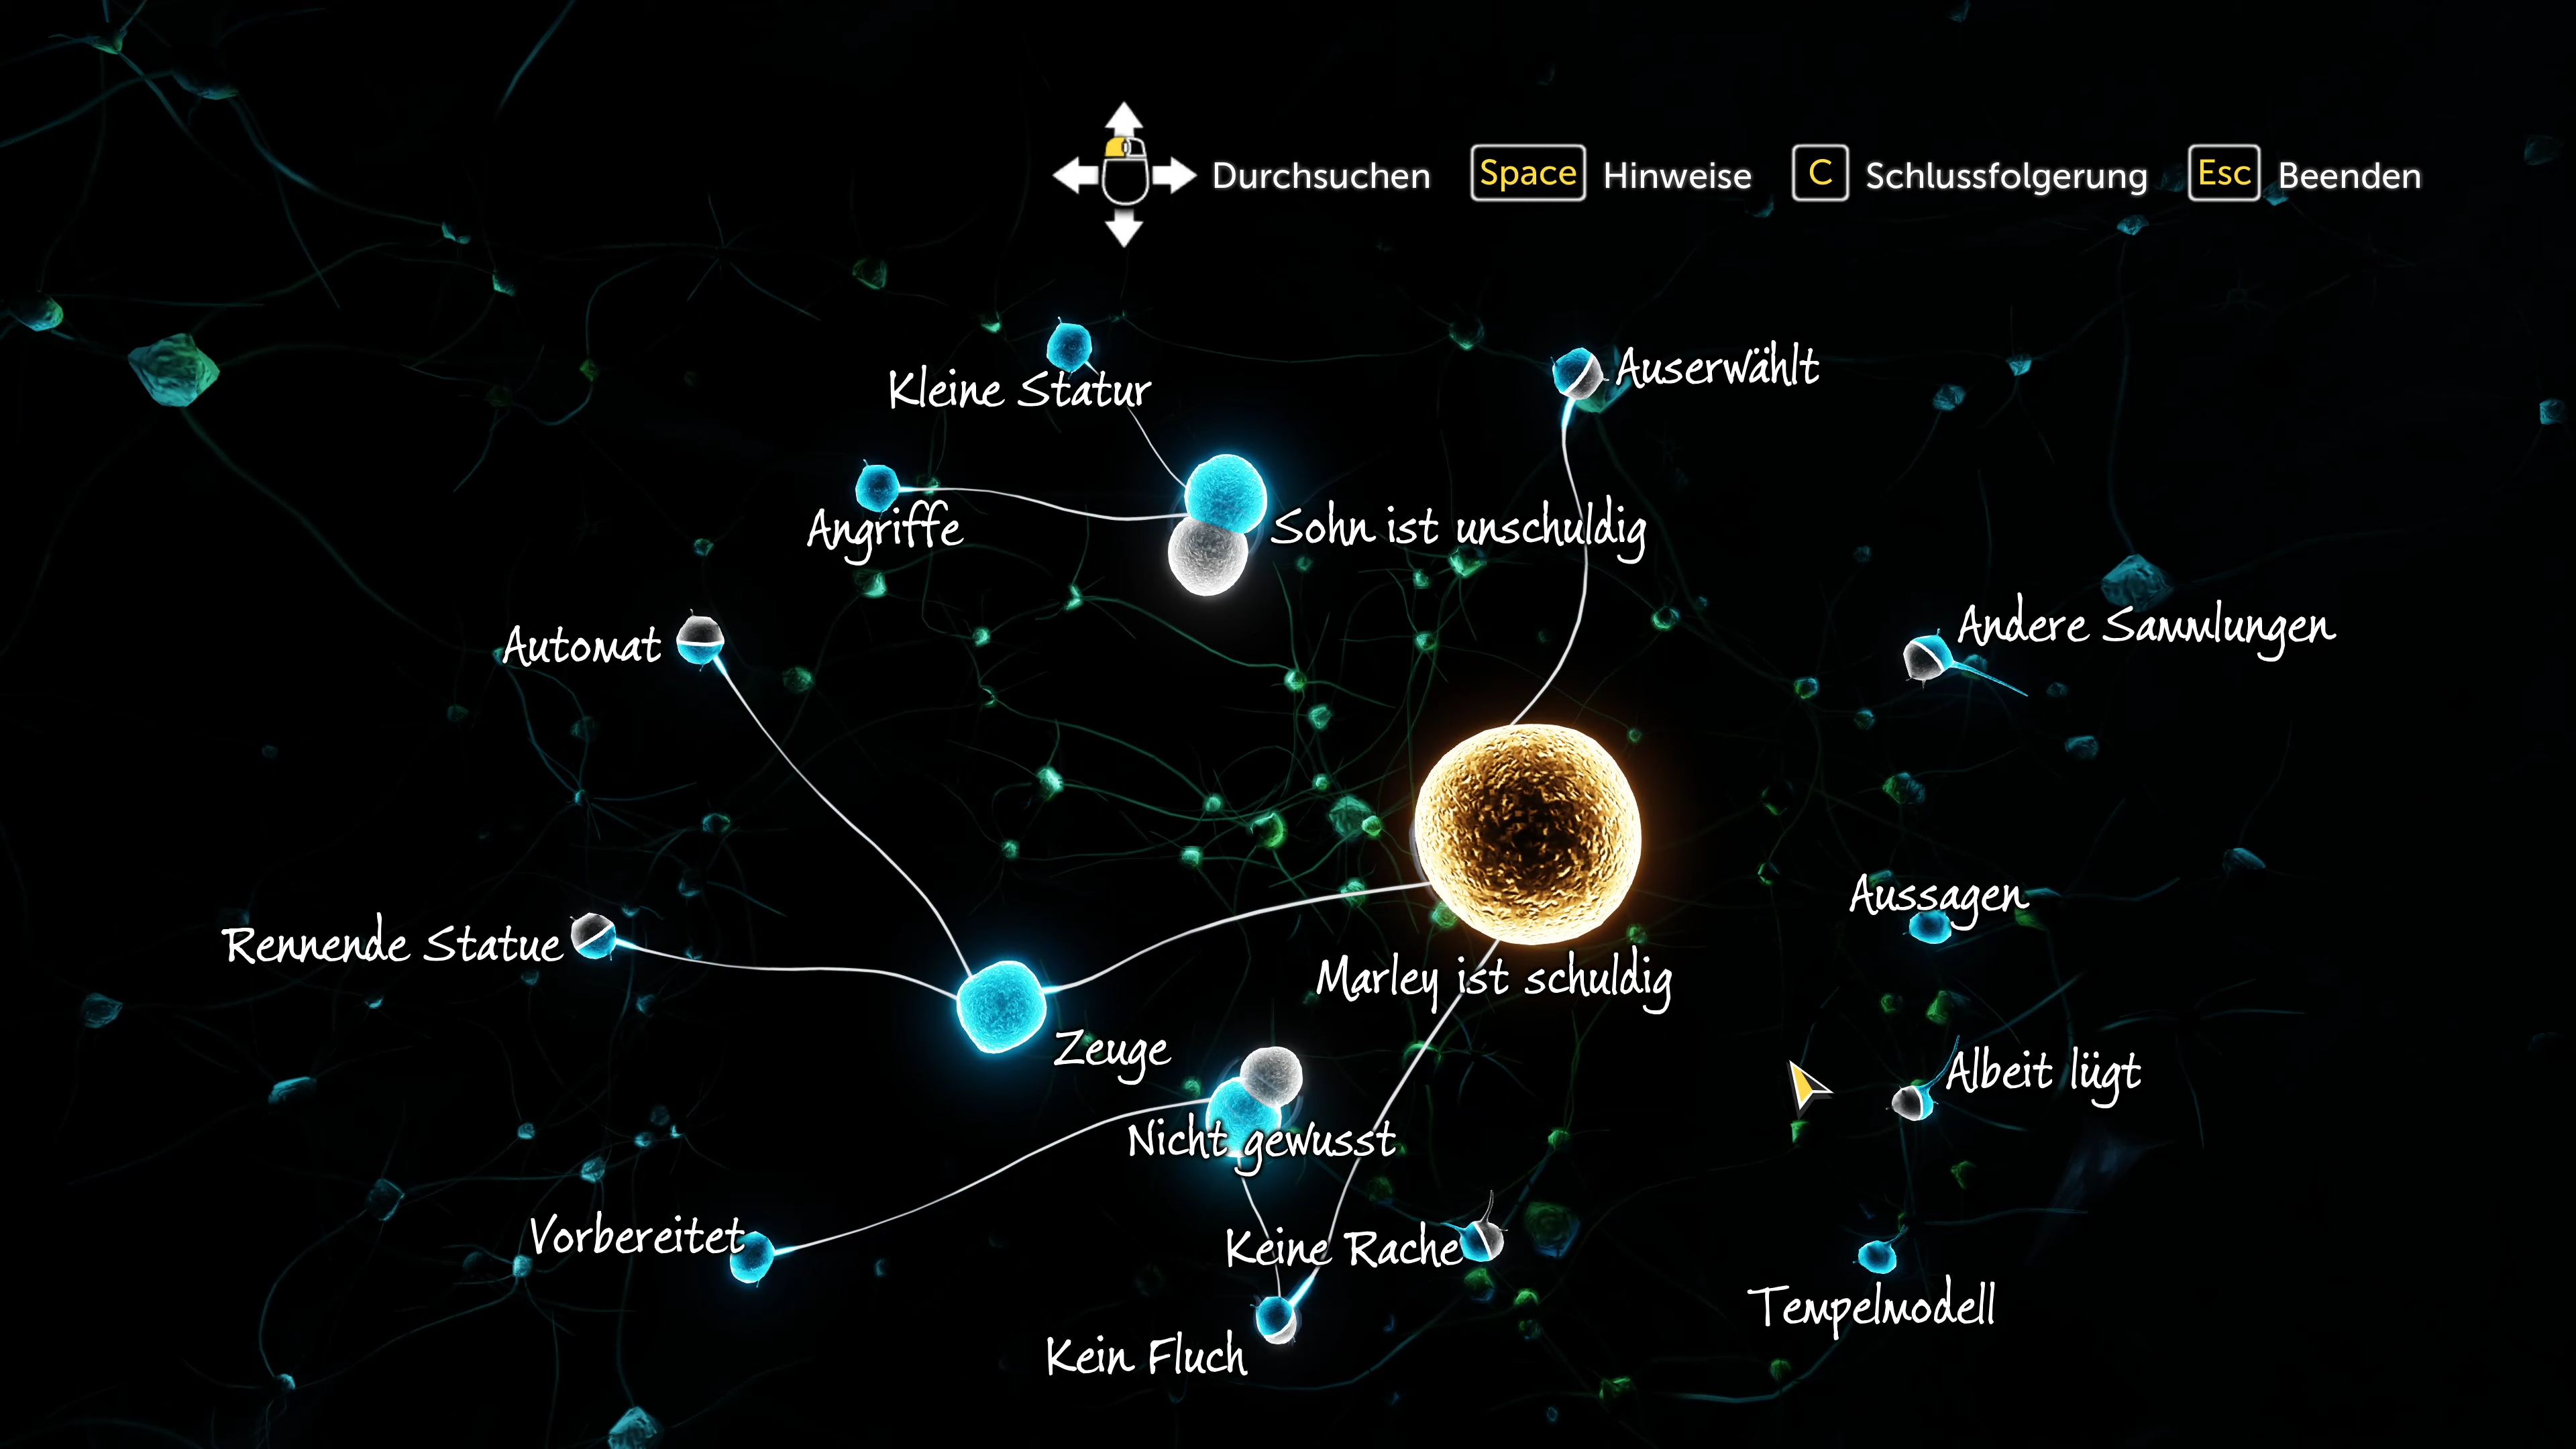 Durchsuchen
Space Hinweise
C Schlussfolgerung
Esc Beenden
Kleine Statur
Auserwählt
Angriffe
Sohn ist unschuldig
Automat
Andere Sammlungen
Aussagen
Rennende Statue
Marley ist schuldig
Zeuge
Albeit lügt
Nicht gewusst
Vorbereitet
Keine Rache
Tempelmodell
Kein Fluch